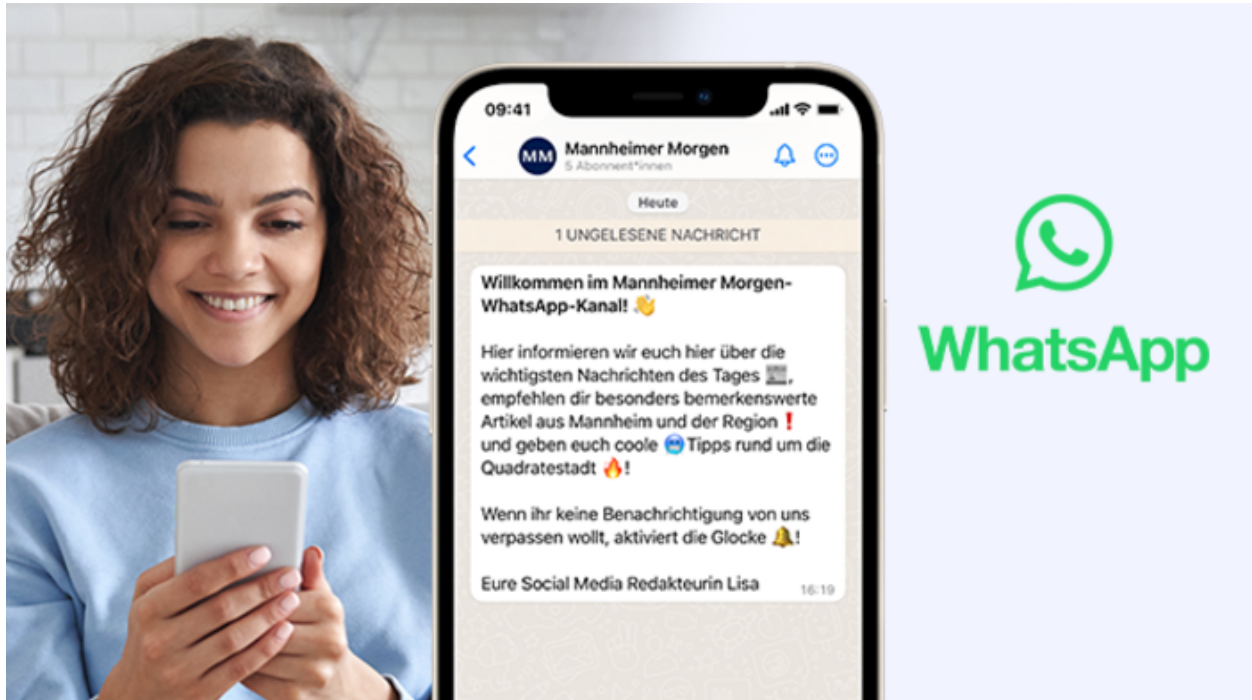 09:41
MM
Mannheimer Morgen
5 Abonnent*innen
Heute
1 UNGELESENE NACHRICHT
Willkommen im Mannheimer Morgen-
WhatsApp-Kanal! 👋
Hier informieren wir euch hier über die
wichtigsten Nachrichten des Tages 📰,
empfehlen dir besonders bemerkenswerte
Artikel aus Mannheim und der Region ❗
und geben euch coole 🥶 Tipps rund um die
Quadratestadt 🔥!
Wenn ihr keine Benachrichtigung von uns
verpassen wollt, aktiviert die Glocke 🔔!
Eure Social Media Redakteurin Lisa
16:19
WhatsApp